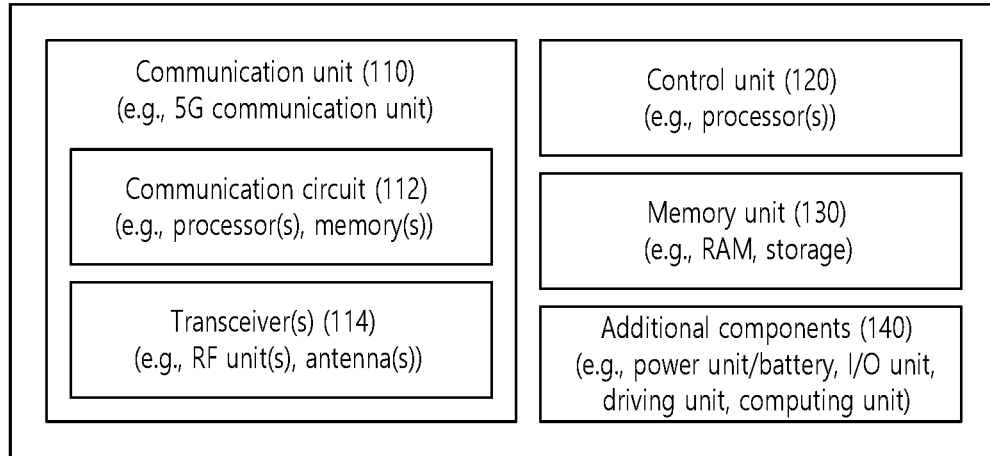 Communication unit (110)
(e.g., 5G communication unit)
Communication circuit (112)
(e.g., processor(s), memory(s))
Transceiver(s) (114)
(e.g., RF unit(s), antenna(s))
Control unit (120)
(e.g., processor(s))
Memory unit (130)
(e.g., RAM, storage)
Additional components (140)
(e.g., power unit/battery, I/O unit,
driving unit, computing unit)